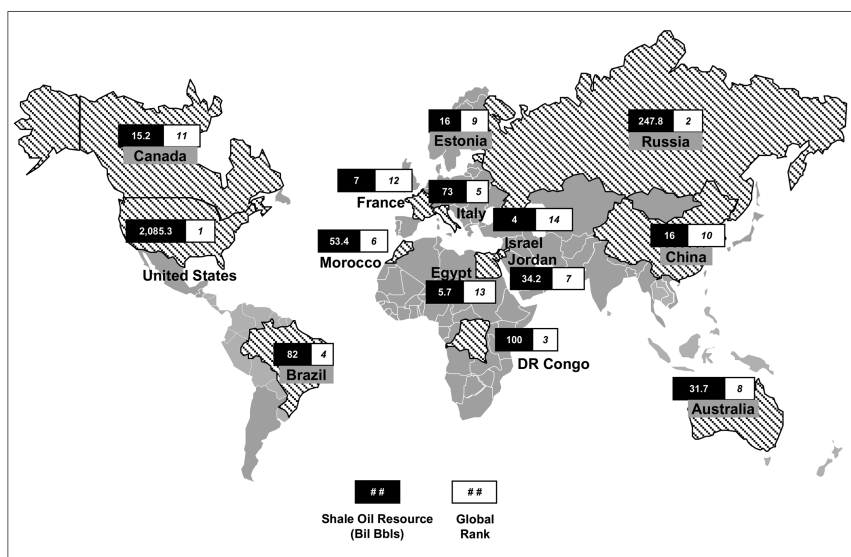 16 9
Estonia
247.8 2
Russia
15.2 11
Canada
7 12
France
73 5
Italy
4 14
Israel
2,085.3 1
United States
53.4 6
Morocco
16 10
China
Jordan
34.2 7
Egypt
5.7 13
100 3
DR Congo
82 4
Brazil
31.7 8
Australia
# #
# #
Shale Oil Resource
(Bil Bbls)
Global
Rank